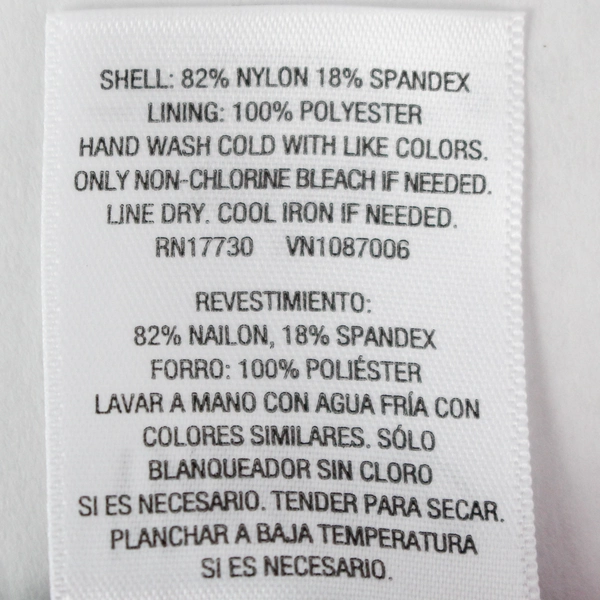 SHELL: 82% NYLON 18% SPANDEX
LINING: 100% POLYESTER
HAND WASH COLD WITH LIKE COLORS.
ONLY NON-CHLORINE BLEACH IF NEEDED.
LINE DRY. COOL IRON IF NEEDED.
RN17730 VN1087006
REVESTIMIENTO:
82% NAILON, 18% SPANDEX
FORRO: 100% POLIÉSTER
LAVAR A MANO CON AGUA FRÍA CON
COLORES SIMILARES. SÓLO
BLANQUEADOR SIN CLORO
SI ES NECESARIO. TENDER PARA SECAR.
PLANCHAR A BAJA TEMPERATURA
SI ES NECESARIO.